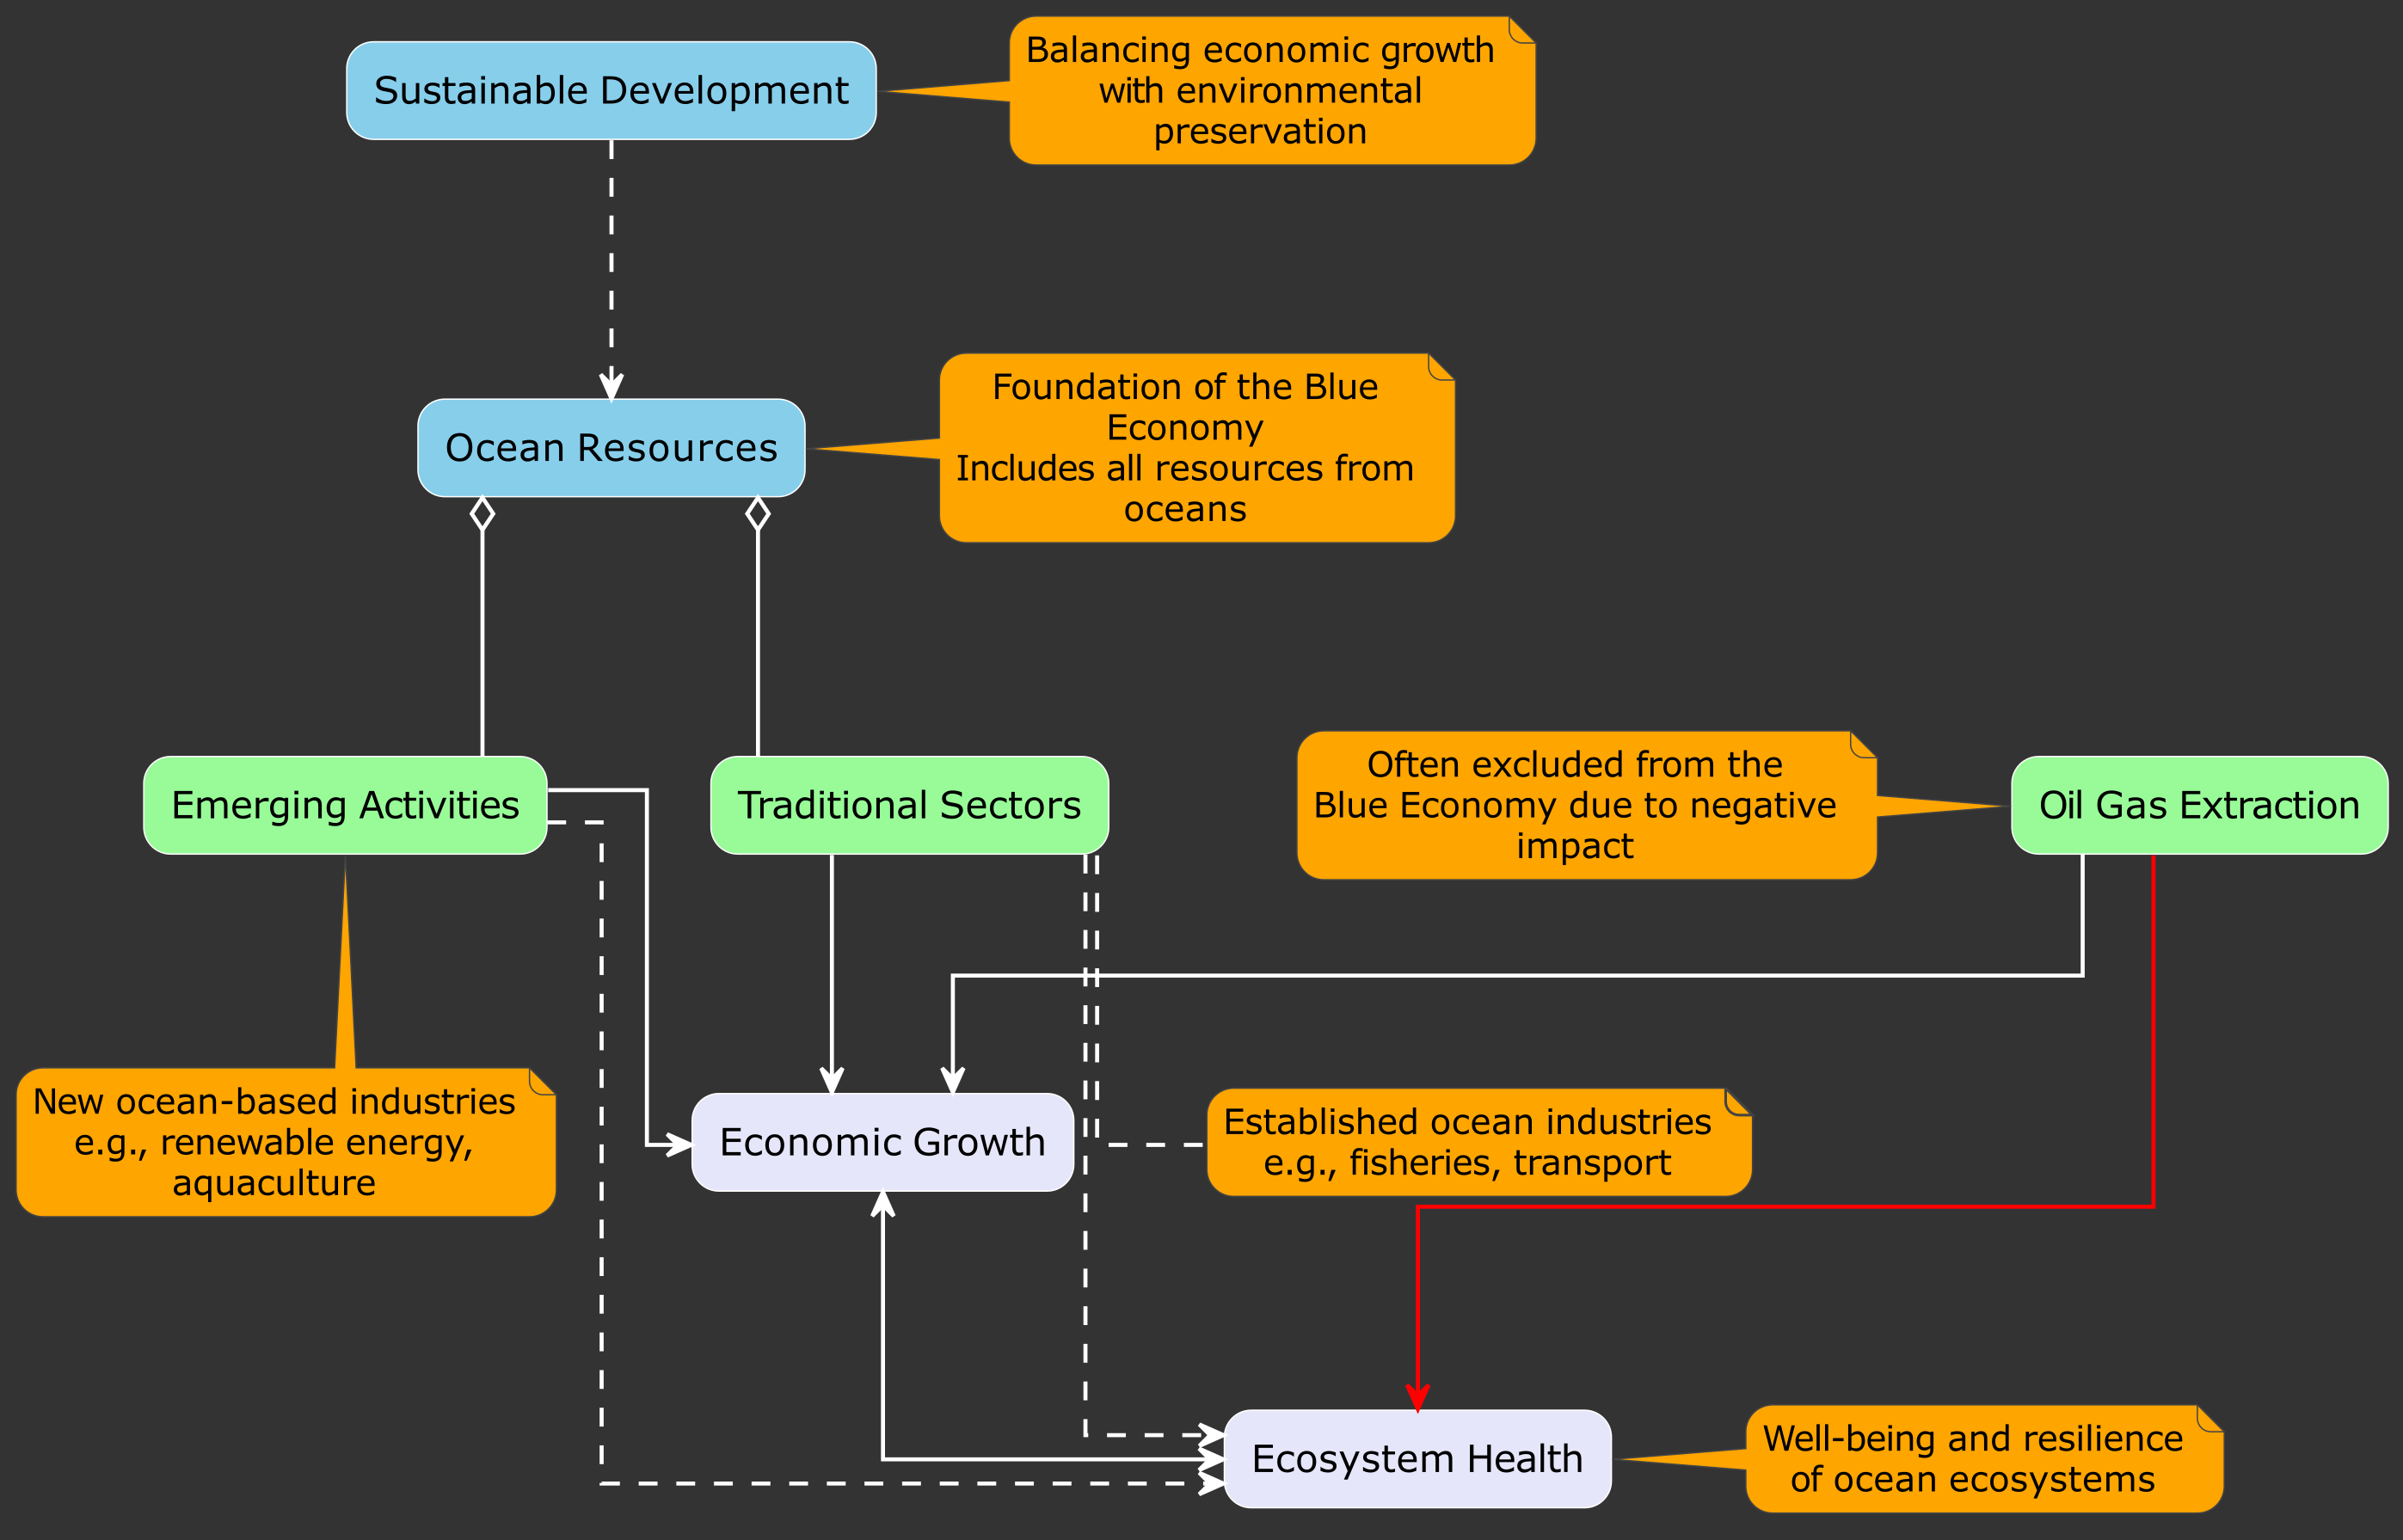 Sustainable Development
Balancing economic growth
with environmental
preservation
Ocean Resources
Foundation of the Blue
Economy
Includes all resources from
oceans
Emerging Activities
Traditional Sectors
Often excluded from the
Blue Economy due to negative
impact
Oil Gas Extraction
New ocean-based industries
e.g., renewable energy,
aquaculture
Economic Growth
Established ocean industries
e.g., fisheries, transport
Ecosystem Health
Well-being and resilience
of ocean ecosystems